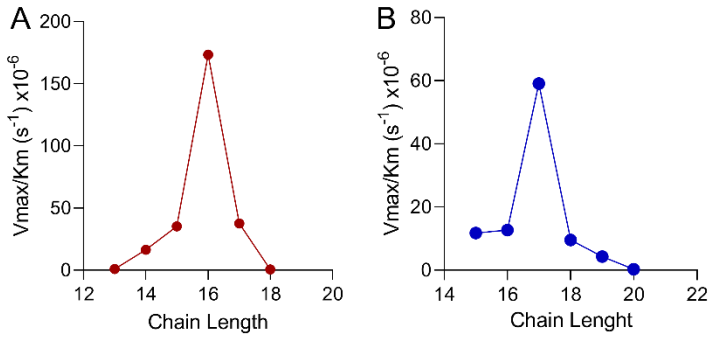 A
Vmax/Km (s⁻¹) x10⁻⁶
200
150
100
50
0
12 14 16 18 20
Chain Length
B
Vmax/Km (s⁻¹) x10⁻⁶
80
60
40
20
0
14 16 18 20 22
Chain Lenght